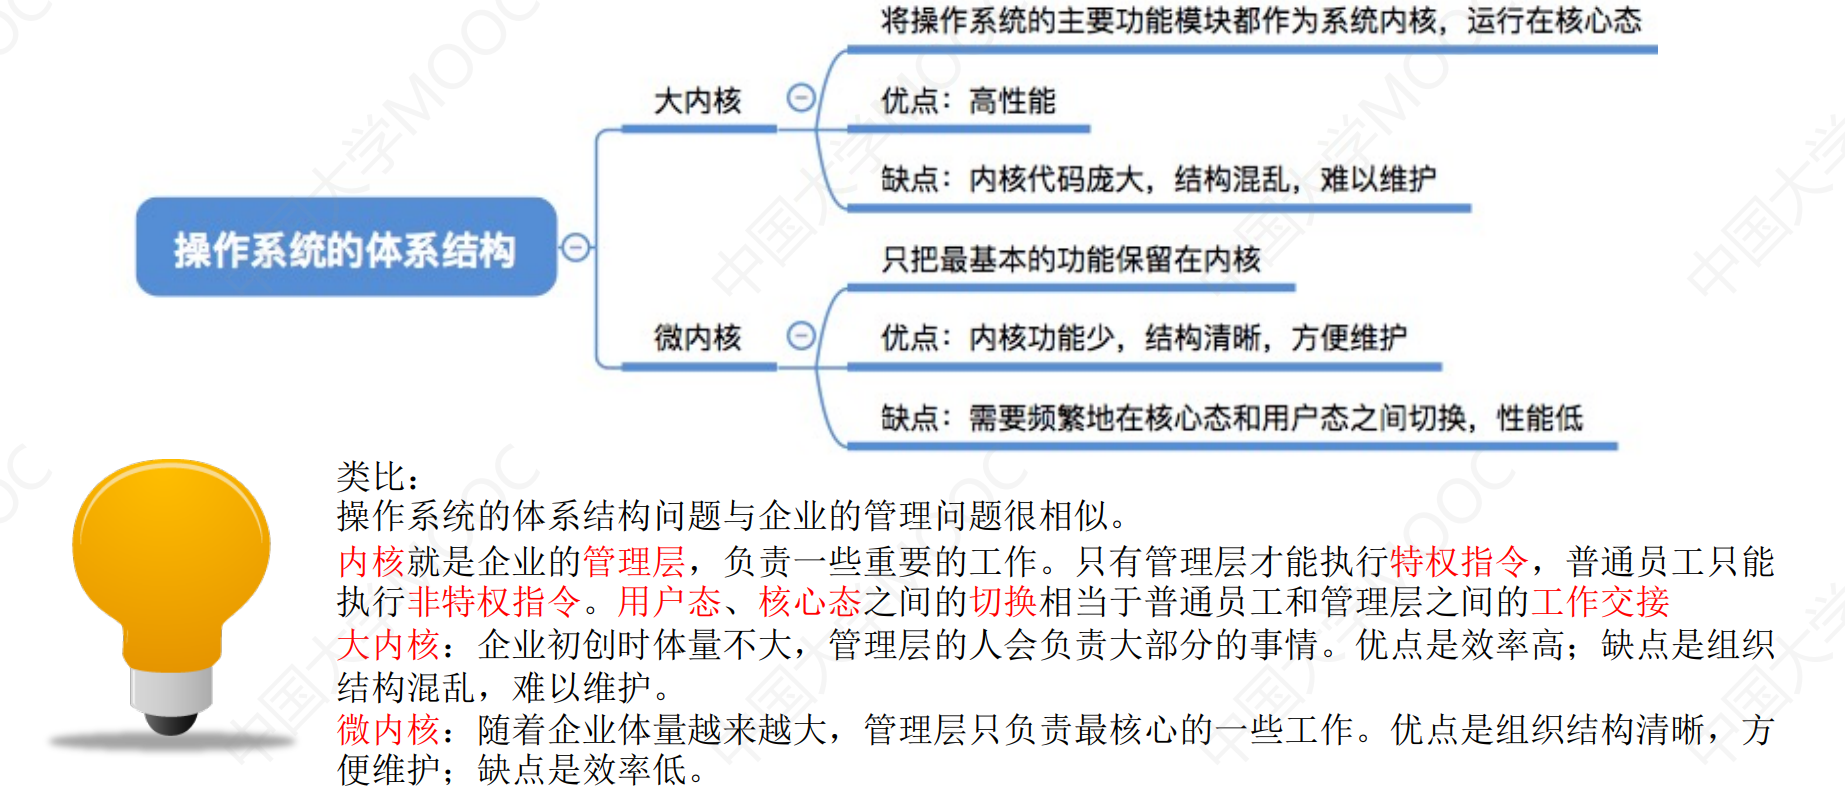 将操作系统的主要功能模块都作为系统内核，运行在核心态
大内核
优点：高性能
缺点：内核代码庞大，结构混乱，难以维护
操作系统的体系结构
只把最基本的功能保留在内核
微内核
优点：内核功能少，结构清晰，方便维护
缺点：需要频繁地在核心态和用户态之间切换，性能低
类比：
操作系统的体系结构问题与企业的管理问题很相似。
内核就是企业的管理层，负责一些重要的工作。只有管理层才能执行特权指令，普通员工只能
执行非特权指令。用户态、核心态之间的切换相当于普通员工和管理层之间的工作交接
大内核：企业初创时体量不大，管理层的人会负责大部分的事情。优点是效率高；缺点是组织
结构混乱，难以维护。
微内核：随着企业体量越来越大，管理层只负责最核心的一些工作。优点是组织结构清晰，方
便维护；缺点是效率低。
中国大学MOOC